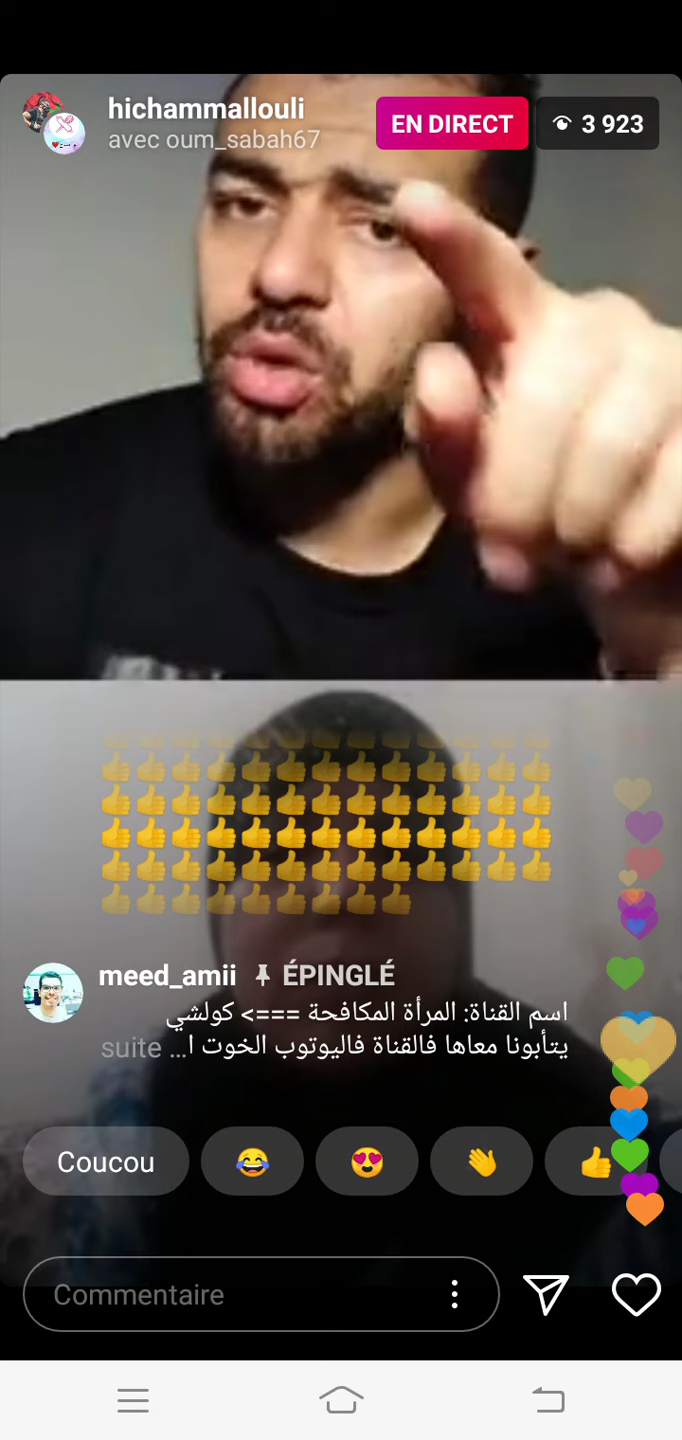 hichammallouli
avec oum_sabah67
EN DIRECT
3 923
meed_amii ÉPINGLÉ
اسم القناة: المرأة المكافحة ===> كولشي
يتأبونا معاها فالقناة فاليوتوب الخوت ا... suite
Coucou
Commentaire